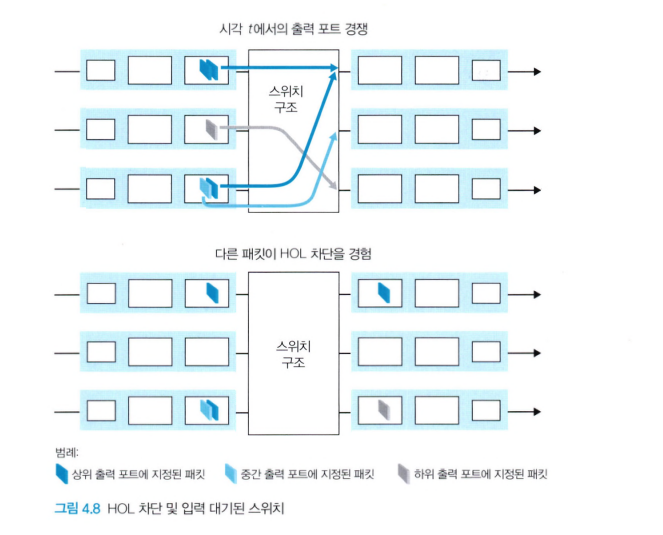 시각 t에서의 출력 포트 경쟁
스위치
구조
다른 패킷이 HOL 차단을 경험
스위치
구조
범례:
상위 출력 포트에 지정된 패킷 중간 출력 포트에 지정된 패킷 하위 출력 포트에 지정된 패킷
그림 4.8 HOL 차단 및 입력 대기된 스위치